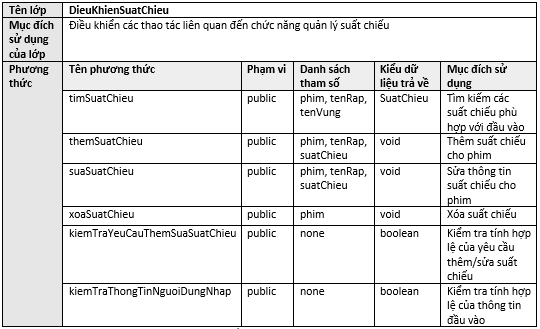 Tên lớp DieuKhienSuatChieu
Mục đích sử dụng của lớp Điều khiển các thao tác liên quan đến chức năng quản lý suất chiếu
Phương thức Tên phương thức Phạm vi Danh sách tham số Kiểu dữ liệu trả về Mục đích sử dụng
timSuatChieu public phim, tenRap, tenVung SuatChieu Tìm kiếm các suất chiếu phù hợp với đầu vào
themSuatChieu public phim, tenRap, suatChieu void Thêm suất chiếu cho phim
suaSuatChieu public phim, tenRap, suatChieu void Sửa thông tin suất chiếu cho phim
xoaSuatChieu public phim void Xóa suất chiếu
kiemTraYeuCauThemSuaSuatChieu public none boolean Kiểm tra tính hợp lệ của yêu cầu thêm/sửa suất chiếu
kiemTraThongTinNguoiDungNhap public none boolean Kiểm tra tính hợp lệ của thông tin đầu vào